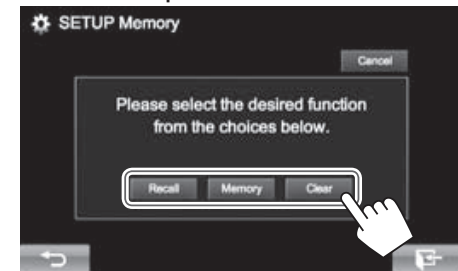 SETUP Memory
Cancel
Please select the desired function
from the choices below.
Recall Memory Clear